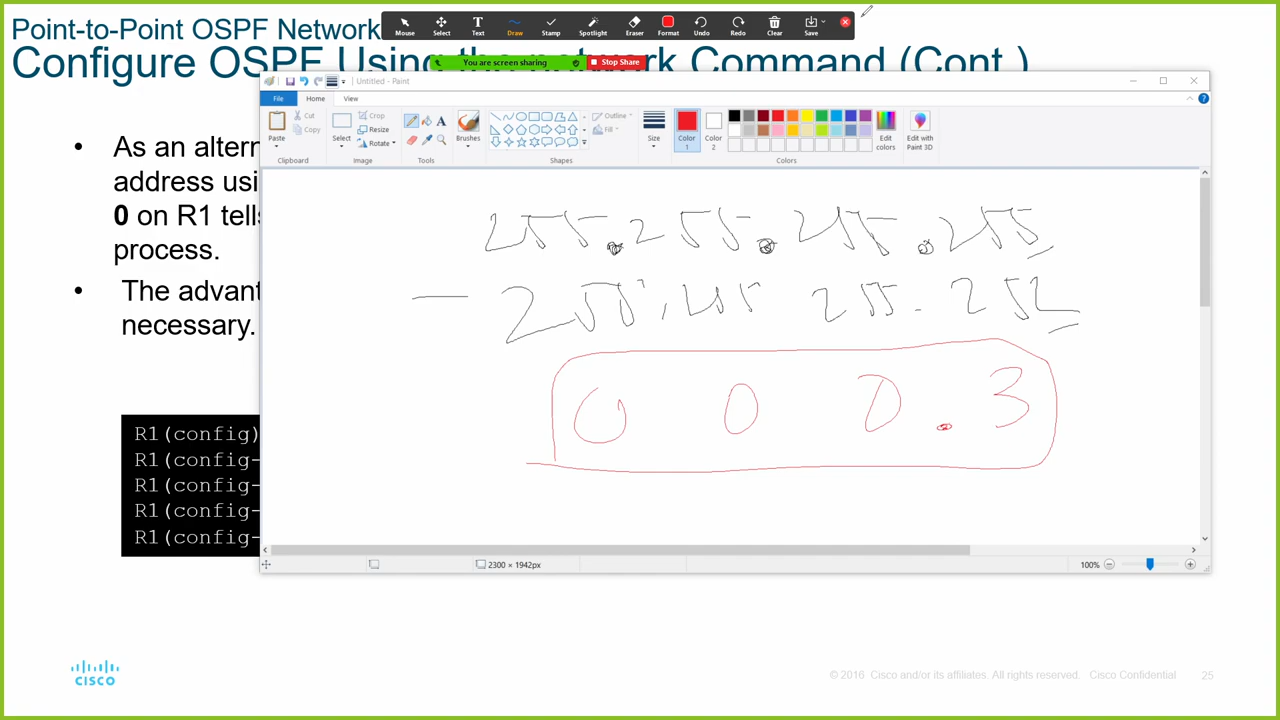 Point-to-Point OSPF Network
Mouse Select Text Draw Stamp Spotlight Eraser Format Undo Redo Clear Save
Configure OSPF Using the network Command (Cont.)
You are screen sharing Stop Share
Untitled - Paint
File Home View
Paste Cut Copy Select Crop Resize Rotate Brushes Outline Fill Size Color 1 Color 2 Edit colors Edit with Paint 3D
Clipboard Image Tools Shapes Colors
• As an altern
address usi
0 on R1 tells
process.
• The advant
necessary.
255.255.255.255
- 255.255 255.252
0 0 0.3
R1(config)
R1(config-
R1(config-
R1(config-
R1(config-
2300 × 1942px 100%
CISCO
© 2016 Cisco and/or its affiliates. All rights reserved. Cisco Confidential 25